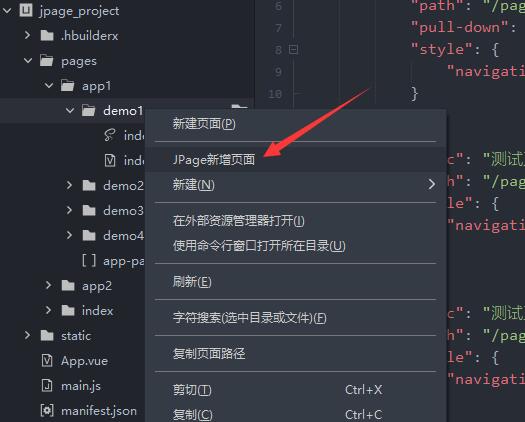 jpage_project
.hbuilderx
pages
app1
demo1
inde
inde
demo2
demo3
demo4
[ ] app-pa
app2
index
static
App.vue
main.js
manifest.json
新建页面(P)
JPage新增页面
新建(N)
在外部资源管理器打开(I)
使用命令行窗口打开所在目录(U)
刷新(E)
字符搜索(选中目录或文件)(F)
复制页面路径
剪切(T) Ctrl+X
复制(C) Ctrl+C
6 "path": "/pag
7 "pull-down":
8 "style": {
9 "navigati
10 }
c": "测试
h": "/pag
le": {
"navigati
c": "测试
h": "/pag
le": {
"navigati